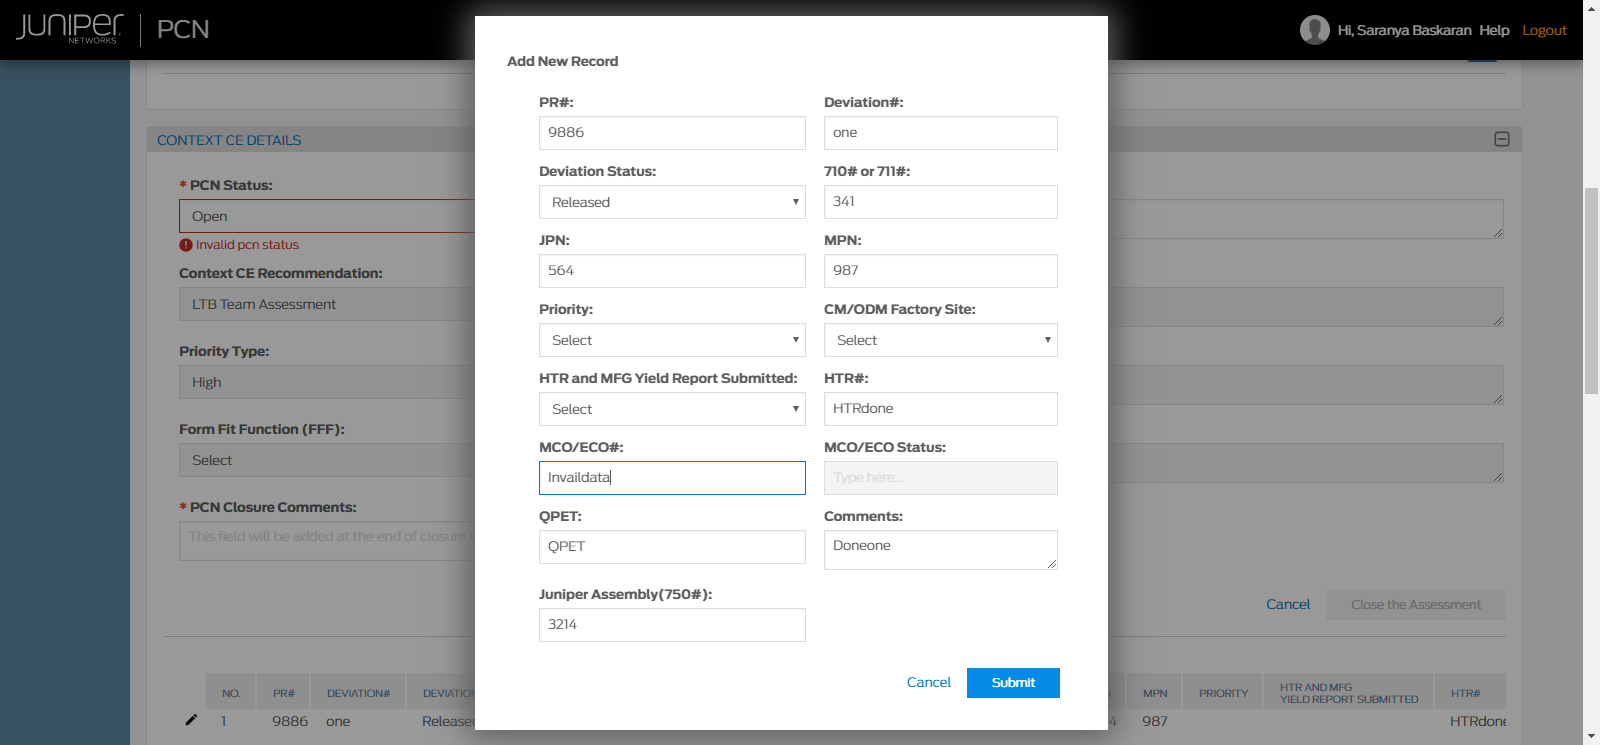 JUNIPER
NETWORKS
PCN
Hi, Saranya Baskaran Help Logout
Add New Record
PR#:
9886
Deviation#:
one
Deviation Status:
Released
710# or 711#:
341
JPN:
564
MPN:
987
Priority:
Select
CM/ODM Factory Site:
Select
HTR and MFG Yield Report Submitted:
Select
HTR#:
HTRdone
MCO/ECO#:
Invaildata
MCO/ECO Status:
Type here...
QPET:
QPET
Comments:
Doneone
Juniper Assembly(750#):
3214
Cancel
Submit
CONTEXT CE DETAILS
* PCN Status:
Open
Invalid pcn status
Context CE Recommendation:
LTB Team Assessment
Priority Type:
High
Form Fit Function (FFF):
Select
* PCN Closure Comments:
This field will be added at the end of closure
Cancel
Close the Assessment
NO. PR# DEVIATION# DEVIATION MPN PRIORITY HTR AND MFG
YIELD REPORT SUBMITTED HTR#
1 9886 one Released 4 987 HTRdone